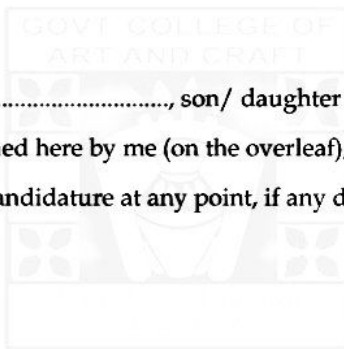 GOVT COLLEGE OF
ART AND CRAFT
............................., son/ daughter
ned here by me (on the overleaf),
andidature at any point, if any d